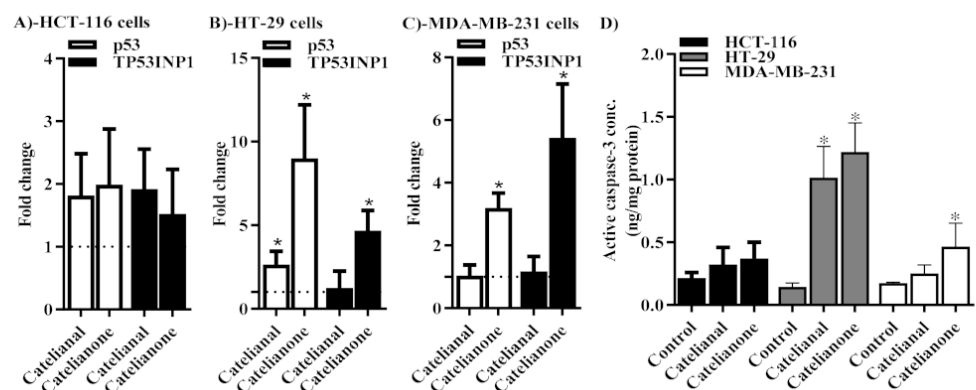 A)-HCT-116 cells
p53
TP53INP1
Fold change
4
3
2
1
0
Catelianal
Catelianone
Catelianal
Catelianone
B)-HT-29 cells
p53
TP53INP1
Fold change
15
10
5
0
*
*
*
Catelianal
Catelianone
Catelianal
Catelianone
C)-MDA-MB-231 cells
p53
TP53INP1
Fold change
8
6
4
2
0
*
*
Catelianal
Catelianone
Catelianal
Catelianone
D)
HCT-116
HT-29
MDA-MB-231
Active caspase-3 conc.
(ng/mg protein)
2.0
1.5
1.0
0.5
0.0
*
*
*
Control
Catelianal
Catelianone
Control
Catelianal
Catelianone
Control
Catelianal
Catelianone